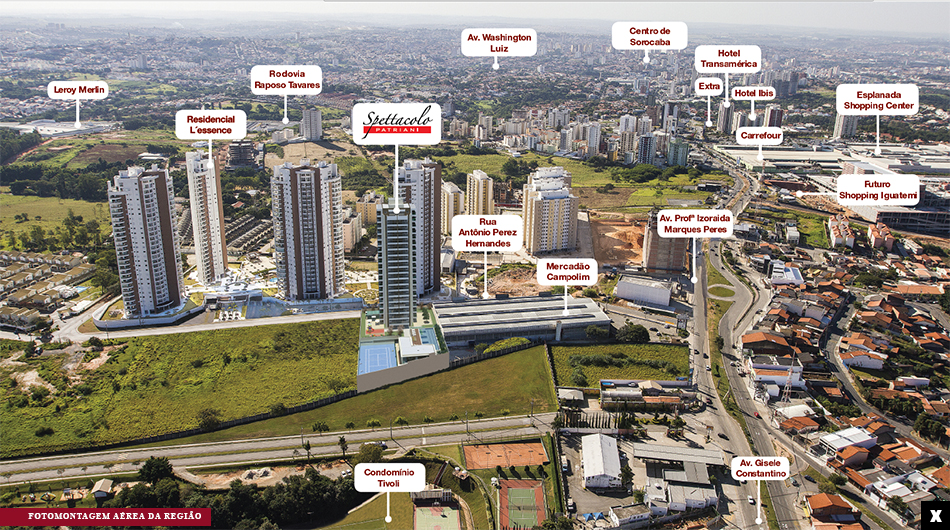 Av. Washington
Luiz
Centro de
Sorocaba
Hotel
Transamérica
Leroy Merlin
Rodovia
Raposo Tavares
Extra
Hotel Ibis
Esplanada
Shopping Center
Residencial
L´essence
Spettacolo
PATRIANI
Carrefour
Futuro
Shopping Iguatemi
Rua
Antônio Perez
Hernandes
Av. Profª Izoraida
Marques Peres
Mercadão
Campolim
Condomínio
Tivoli
Av. Gisele
Constantino
FOTOMONTAGEM AÉREA DA REGIÃO
X